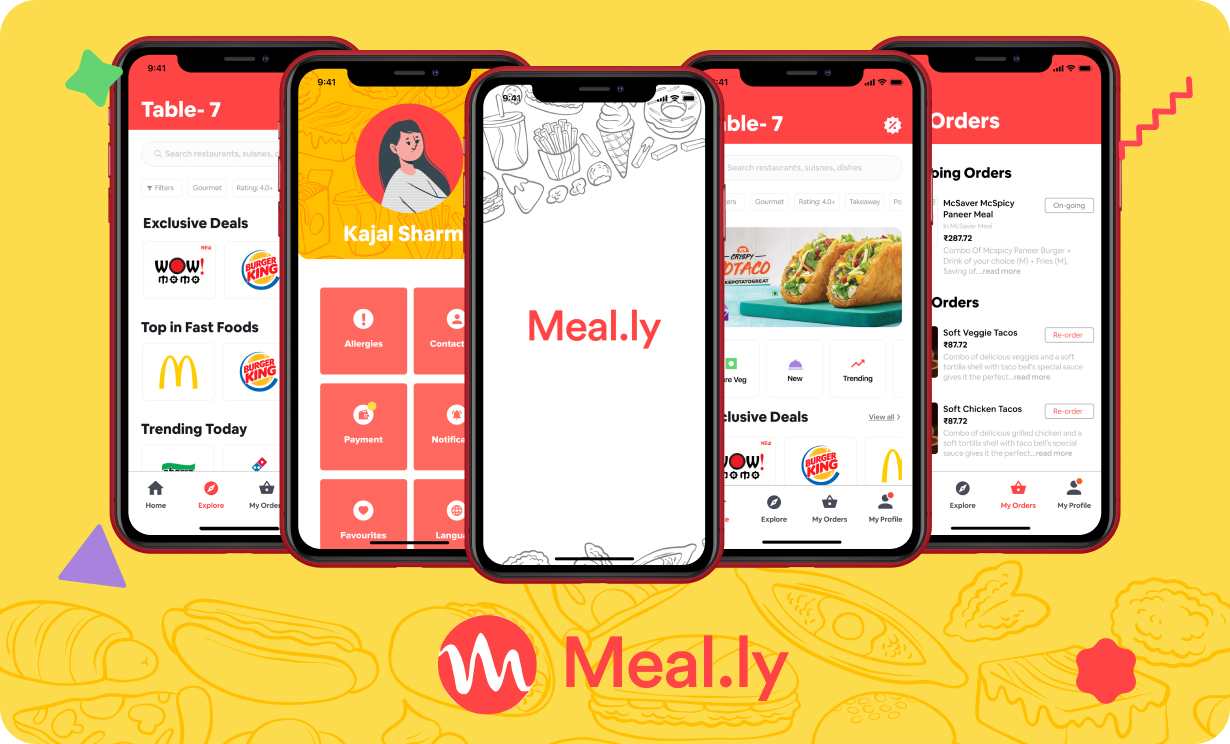 9:41
Table- 7
Search restaurants, suisnes,
Filters
Gourmet
Rating: 4.0+
Exclusive Deals
NEW
WOW!
MOMO
BURGER
KING
Top in Fast Foods
BURGER
KING
Trending Today
Home
Explore
My Order
9:41
Kajal Sharm
Allergies
Contact
Payment
Notifica
Favourites
Langua
9:41
Meal.ly
:41
ble- 7
Search restaurants, suisnes, dishes
ers
Gourmet
Rating: 4.0+
Takeaway
Po
CRISPY
OTACO
KEPOTATOGREAT
re Veg
New
Trending
clusive Deals
View all
NEW
WOW!
MOMO
BURGER
KING
e
Explore
My Orders
My Profile
Orders
oing Orders
McSaver McSpicy
Paneer Meal
On-going
In McSaver Meal
₹287.72
Combo Of Mcspicy Paneer Burger +
Drink of your choice (M) + Fries (M),
Saving of...read more
Orders
Soft Veggie Tacos
Re-order
₹87.72
Combo of delicious veggies and a soft
tortilla shell with taco bell's special sauce
gives it the perfect...read more
Soft Chicken Tacos
Re-order
₹87.72
Combo of delicious grilled chicken and a
soft tortilla shell with taco bell's special
sauce gives it the perfect...read more
Explore
My Orders
My Profile
Meal.ly